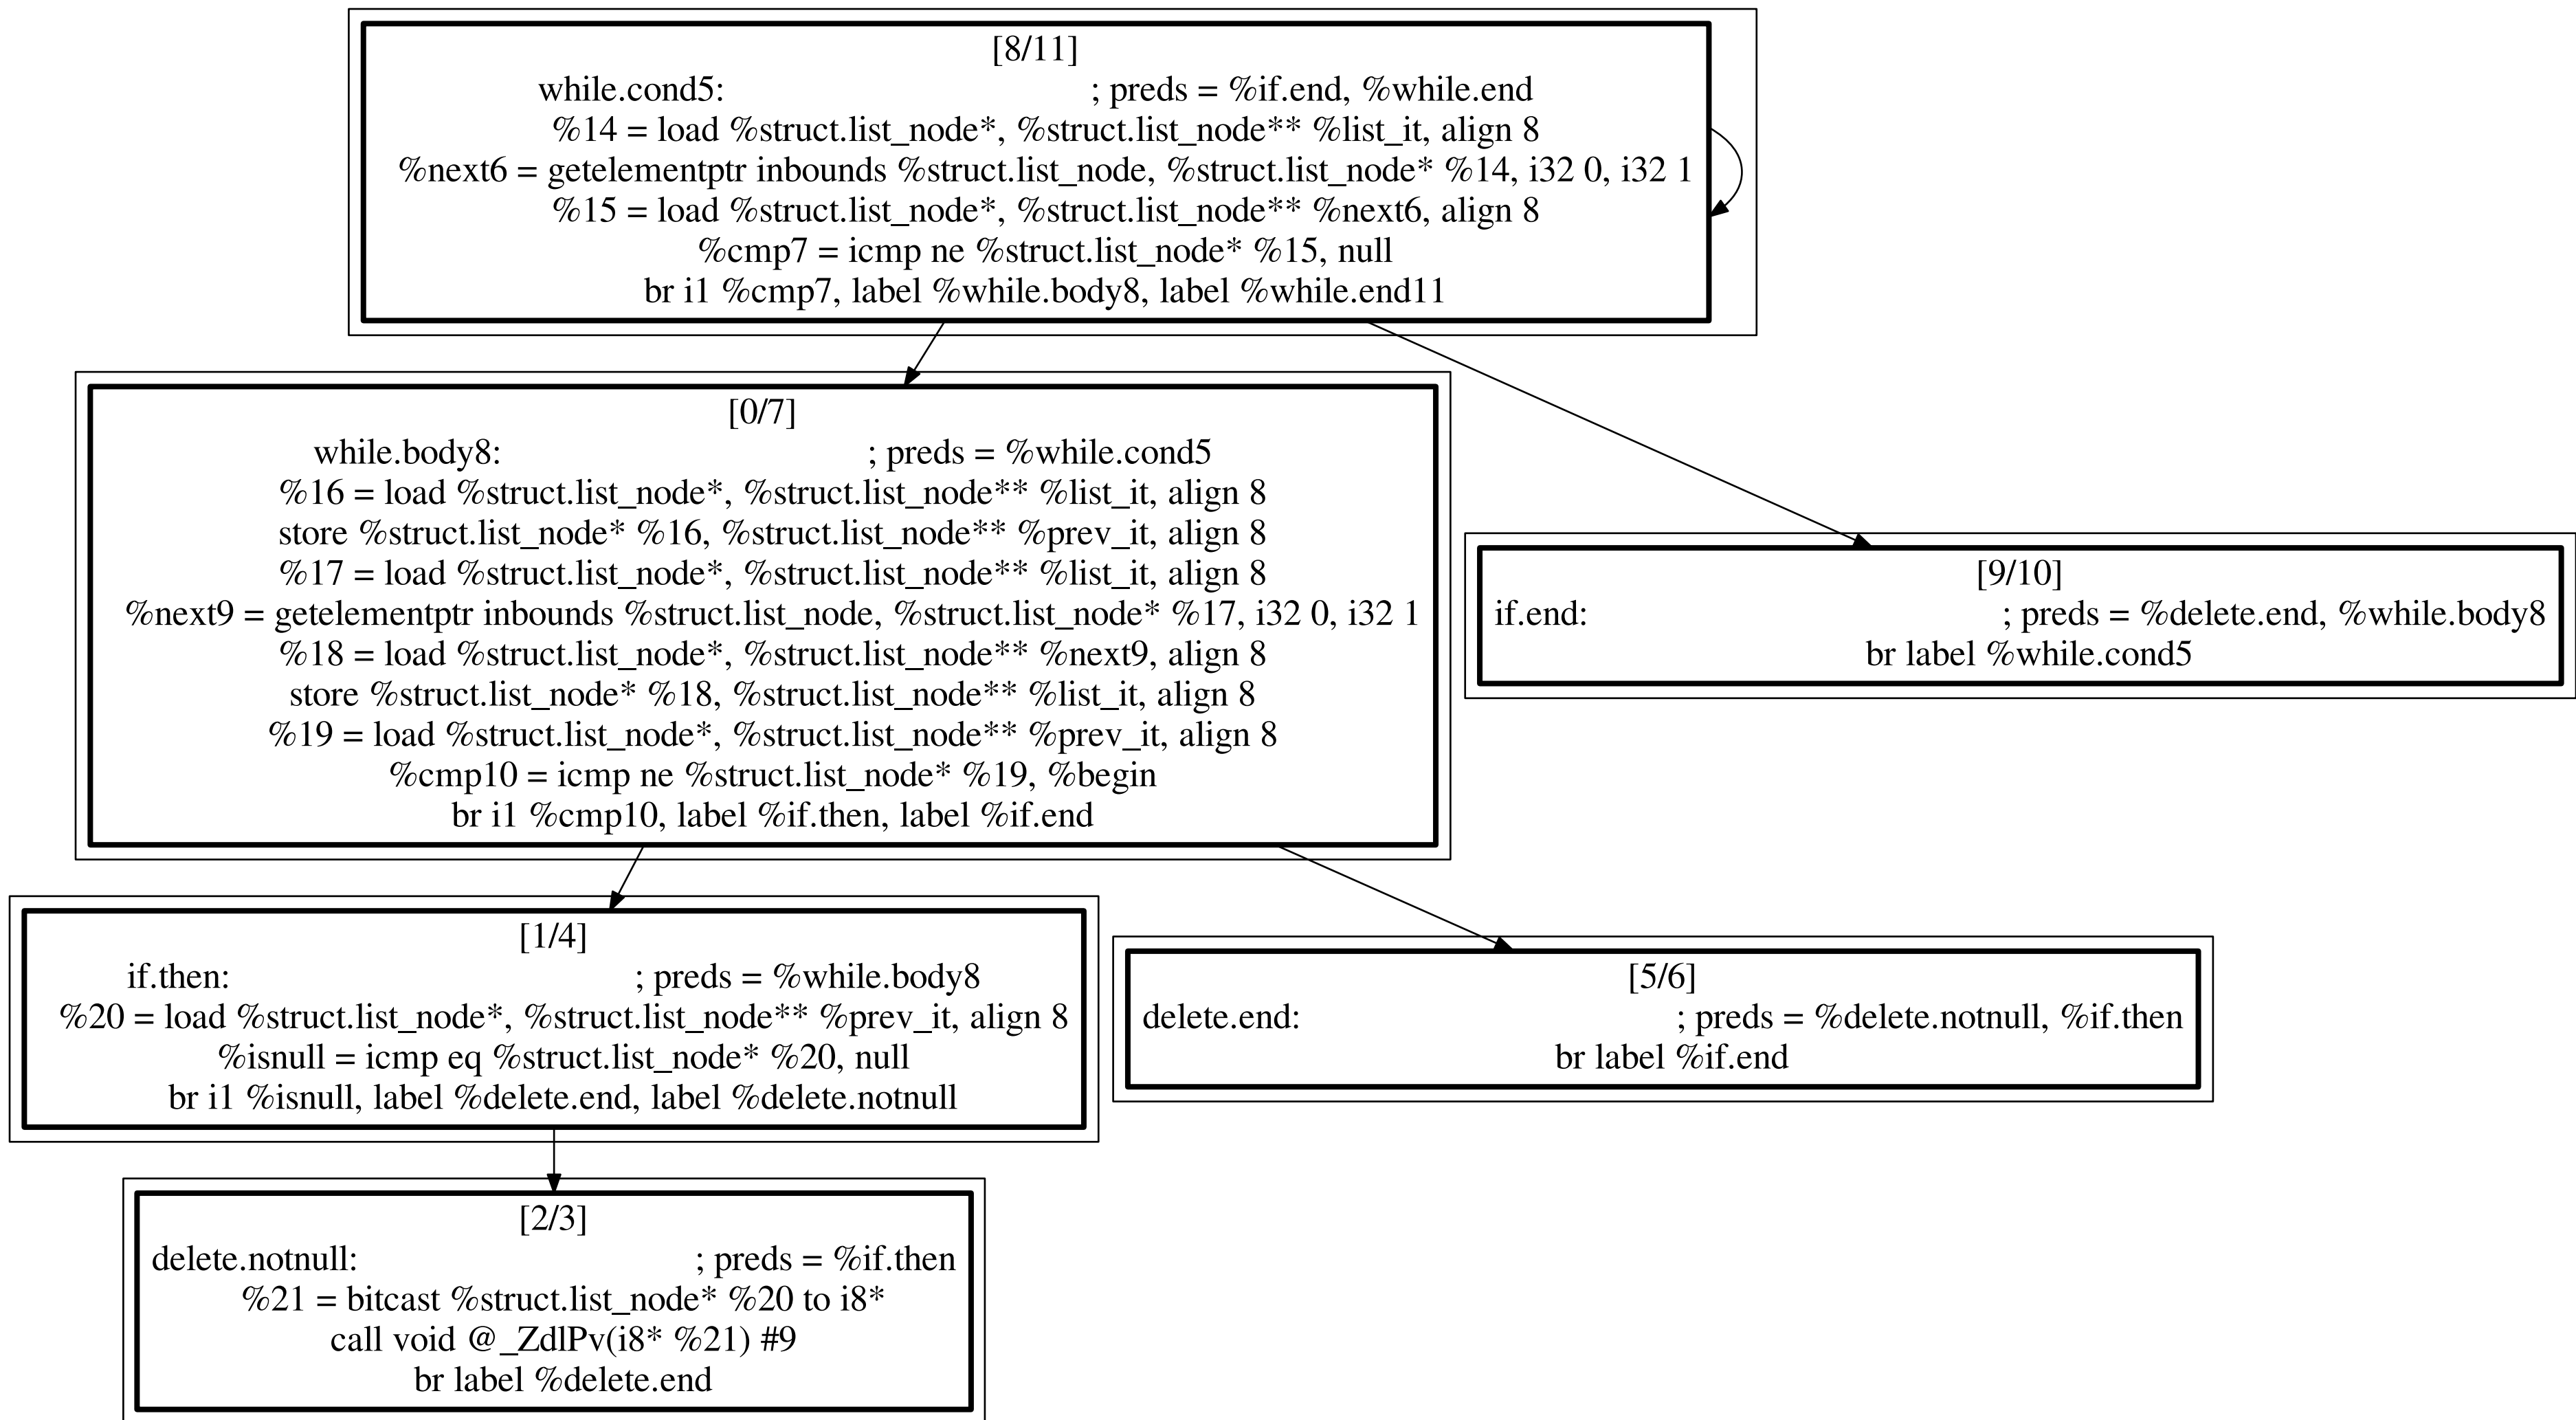 [8/11]
while.cond5: ; preds = %if.end, %while.end
%14 = load %struct.list_node*, %struct.list_node** %list_it, align 8
%next6 = getelementptr inbounds %struct.list_node, %struct.list_node* %14, i32 0, i32 1
%15 = load %struct.list_node*, %struct.list_node** %next6, align 8
%cmp7 = icmp ne %struct.list_node* %15, null
br i1 %cmp7, label %while.body8, label %while.end11
[0/7]
while.body8: ; preds = %while.cond5
%16 = load %struct.list_node*, %struct.list_node** %list_it, align 8
store %struct.list_node* %16, %struct.list_node** %prev_it, align 8
%17 = load %struct.list_node*, %struct.list_node** %list_it, align 8
%next9 = getelementptr inbounds %struct.list_node, %struct.list_node* %17, i32 0, i32 1
%18 = load %struct.list_node*, %struct.list_node** %next9, align 8
store %struct.list_node* %18, %struct.list_node** %list_it, align 8
%19 = load %struct.list_node*, %struct.list_node** %prev_it, align 8
%cmp10 = icmp ne %struct.list_node* %19, %begin
br i1 %cmp10, label %if.then, label %if.end
[9/10]
if.end: ; preds = %delete.end, %while.body8
br label %while.cond5
[1/4]
if.then: ; preds = %while.body8
%20 = load %struct.list_node*, %struct.list_node** %prev_it, align 8
%isnull = icmp eq %struct.list_node* %20, null
br i1 %isnull, label %delete.end, label %delete.notnull
[5/6]
delete.end: ; preds = %delete.notnull, %if.then
br label %if.end
[2/3]
delete.notnull: ; preds = %if.then
%21 = bitcast %struct.list_node* %20 to i8*
call void @_ZdlPv(i8* %21) #9
br label %delete.end